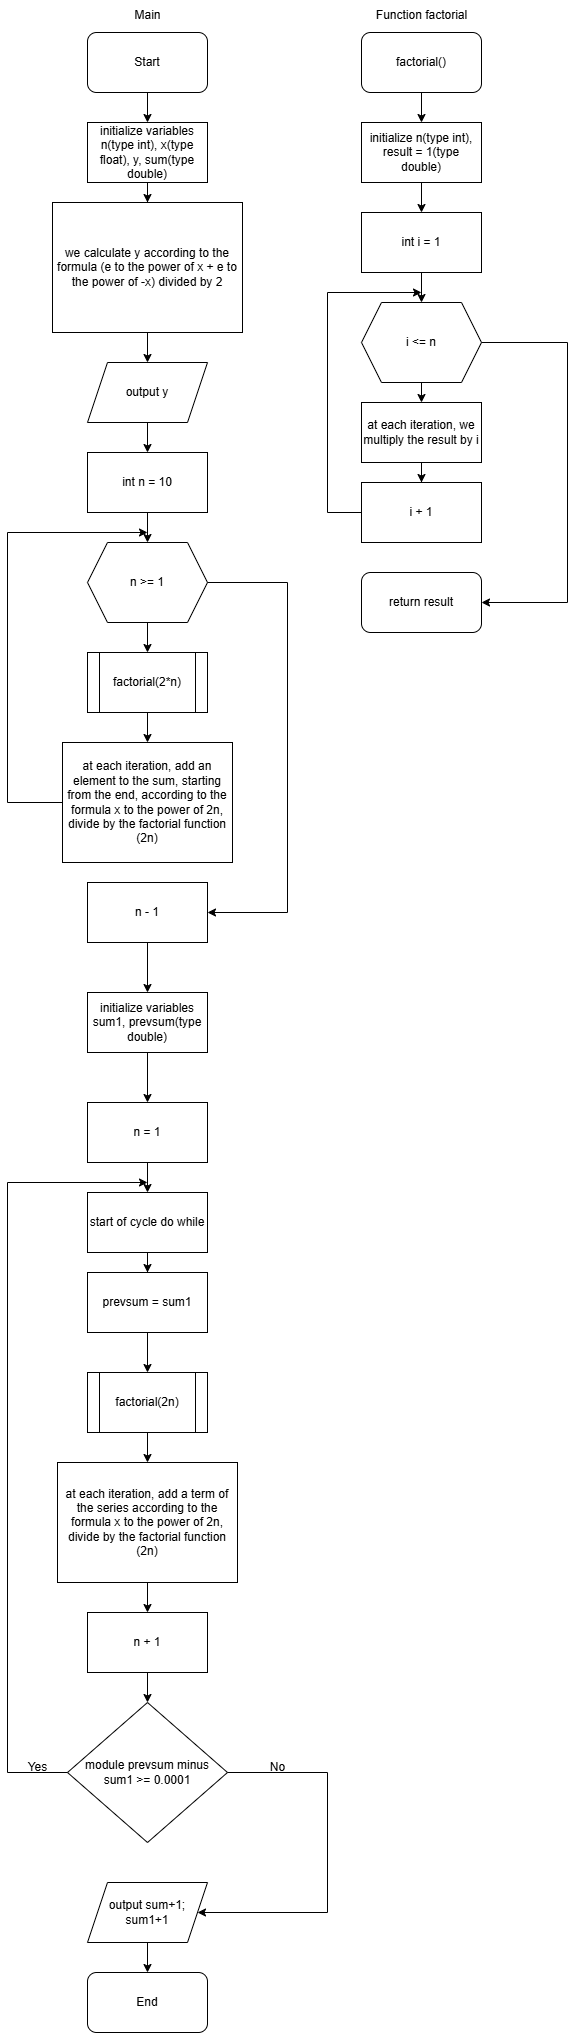 Main
Start
initialize variables
n(type int), x(type
float), y, sum(type
double)
we calculate y according to the
formula (e to the power of x + e to
the power of -x) divided by 2
output y
int n = 10
n >= 1
factorial(2*n)
at each iteration, add an
element to the sum, starting
from the end, according to the
formula x to the power of 2n,
divide by the factorial function
(2n)
n - 1
initialize variables
sum1, prevsum(type
double)
n = 1
start of cycle do while
prevsum = sum1
factorial(2n)
at each iteration, add a term of
the series according to the
formula x to the power of 2n,
divide by the factorial function
(2n)
n + 1
module prevsum minus
sum1 >= 0.0001
Yes
No
output sum+1;
sum1+1
End
Function factorial
factorial()
initialize n(type int),
result = 1(type
double)
int i = 1
i <= n
at each iteration, we
multiply the result by i
i + 1
return result